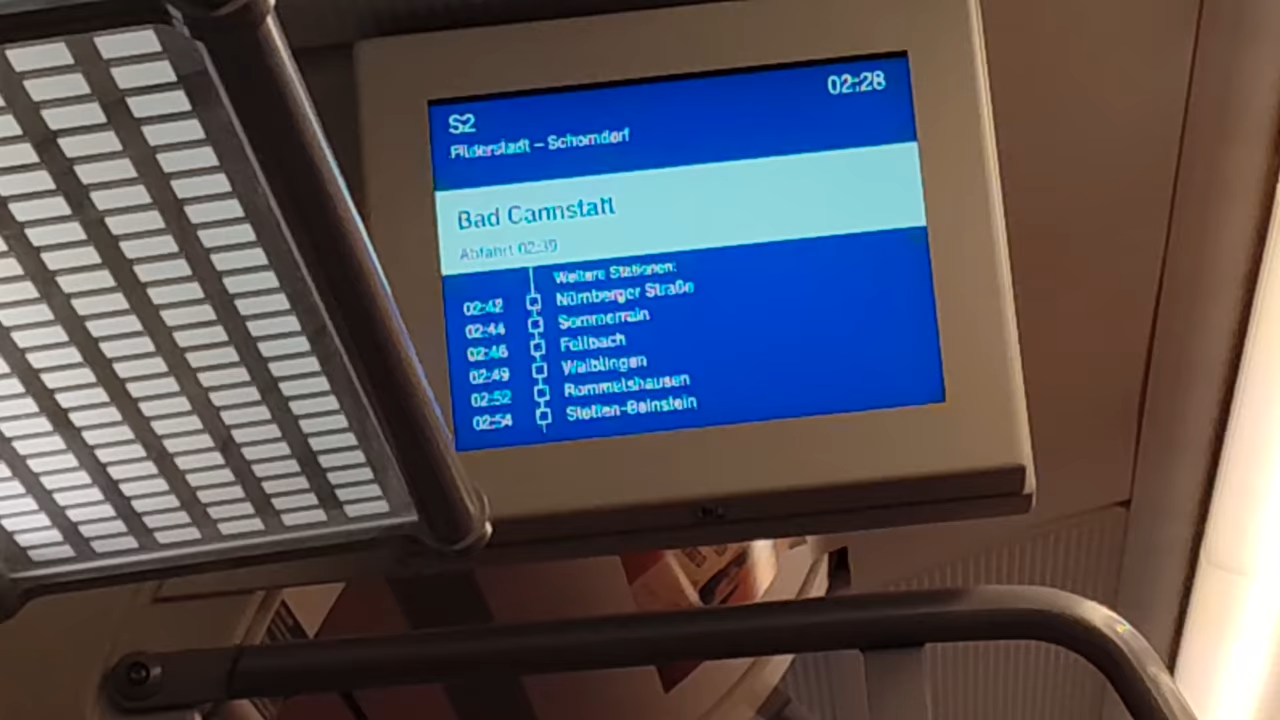 S2
02:28
Filderstadt – Schorndorf
Bad Cannstatt
Abfahrt 02:39
Weitere Stationen:
02:42 Nürnberger Straße
02:44 Sommerrain
02:46 Fellbach
02:49 Waiblingen
02:52 Rommelshausen
02:54 Stetten-Beinstein